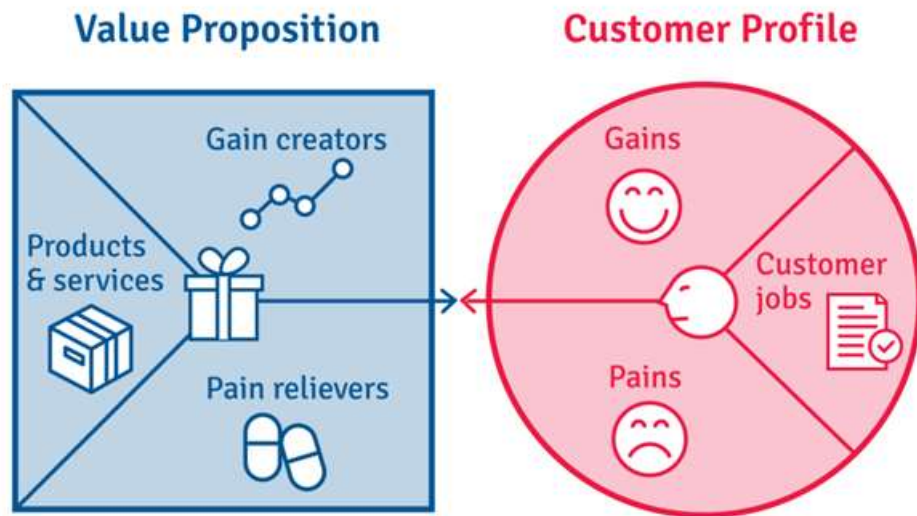 Value Proposition
Customer Profile
Gain creators
Products
& services
Pain relievers
Gains
Customer
jobs
Pains